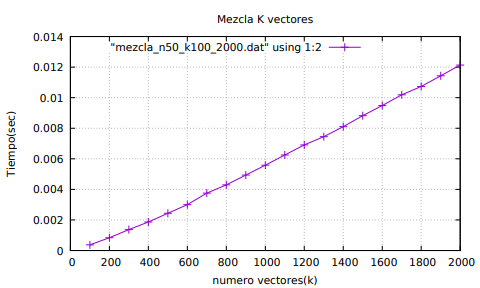 Mezcla K vectores
"mezcla_n50_k100_2000.dat" using 1:2
0.014
0.012
0.01
0.008
0.006
0.004
0.002
0
Tiempo(sec)
0 200 400 600 800 1000 1200 1400 1600 1800 2000
numero vectores(k)